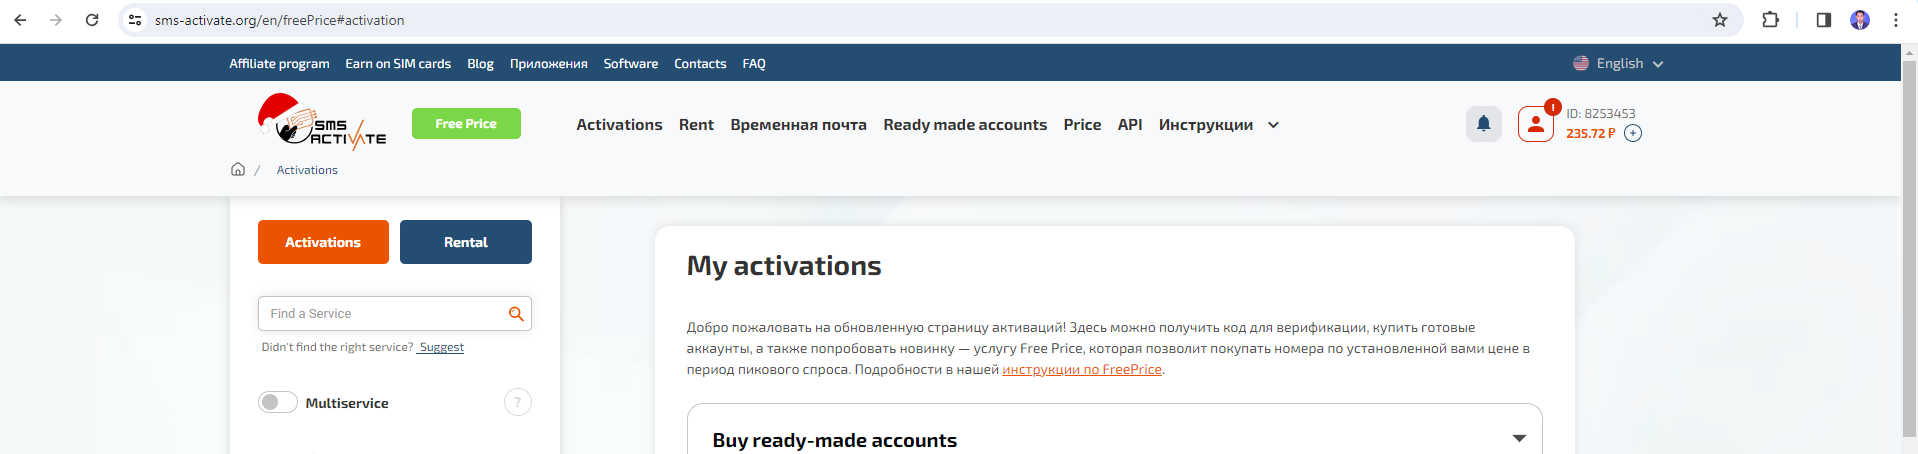 sms-activate.org/en/freePrice#activation
Affiliate program Earn on SIM cards Blog Приложения Software Contacts FAQ English
SMS ACTIVATE
Free Price
Activations Rent Временная почта Ready made accounts Price API Инструкции
!
ID: 8253453
235.72 ₽ +
/ Activations
Activations Rental
Find a Service
Didn't find the right service? Suggest
Multiservice ?
My activations
Добро пожаловать на обновленную страницу активаций! Здесь можно получить код для верификации, купить готовые
аккаунты, а также попробовать новинку — услугу Free Price, которая позволит покупать номера по установленной вами цене в
период пикового спроса. Подробности в нашей инструкции по FreePrice.
Buy ready-made accounts